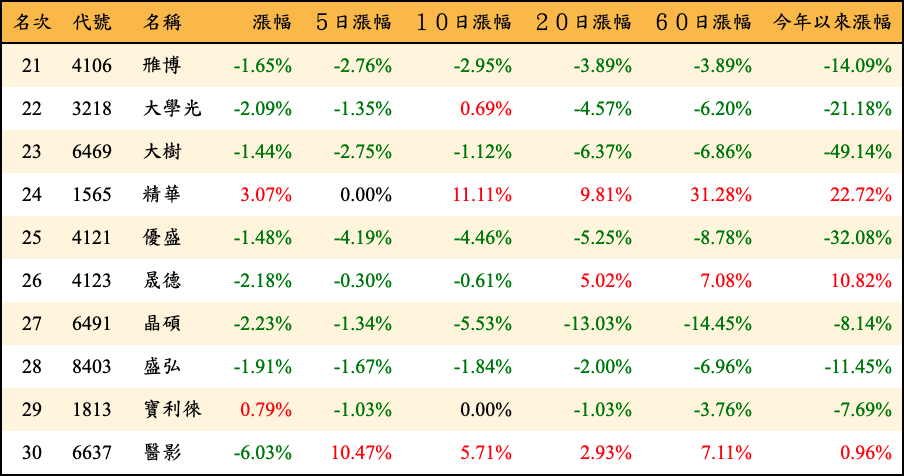 名次 代號 名稱 漲幅 ５日漲幅 １０日漲幅 ２０日漲幅 ６０日漲幅 今年以來漲幅
21 4106 雃博 -1.65% -2.76% -2.95% -3.89% -3.89% -14.09%
22 3218 大學光 -2.09% -1.35% 0.69% -4.57% -6.20% -21.18%
23 6469 大樹 -1.44% -2.75% -1.12% -6.37% -6.86% -49.14%
24 1565 精華 3.07% 0.00% 11.11% 9.81% 31.28% 22.72%
25 4121 優盛 -1.48% -4.19% -4.46% -5.25% -8.78% -32.08%
26 4123 晟德 -2.18% -0.30% -0.61% 5.02% 7.08% 10.82%
27 6491 晶碩 -2.23% -1.34% -5.53% -13.03% -14.45% -8.14%
28 8403 盛弘 -1.91% -1.67% -1.84% -2.00% -6.96% -11.45%
29 1813 寶利徠 0.79% -1.03% 0.00% -1.03% -3.76% -7.69%
30 6637 醫影 -6.03% 10.47% 5.71% 2.93% 7.11% 0.96%